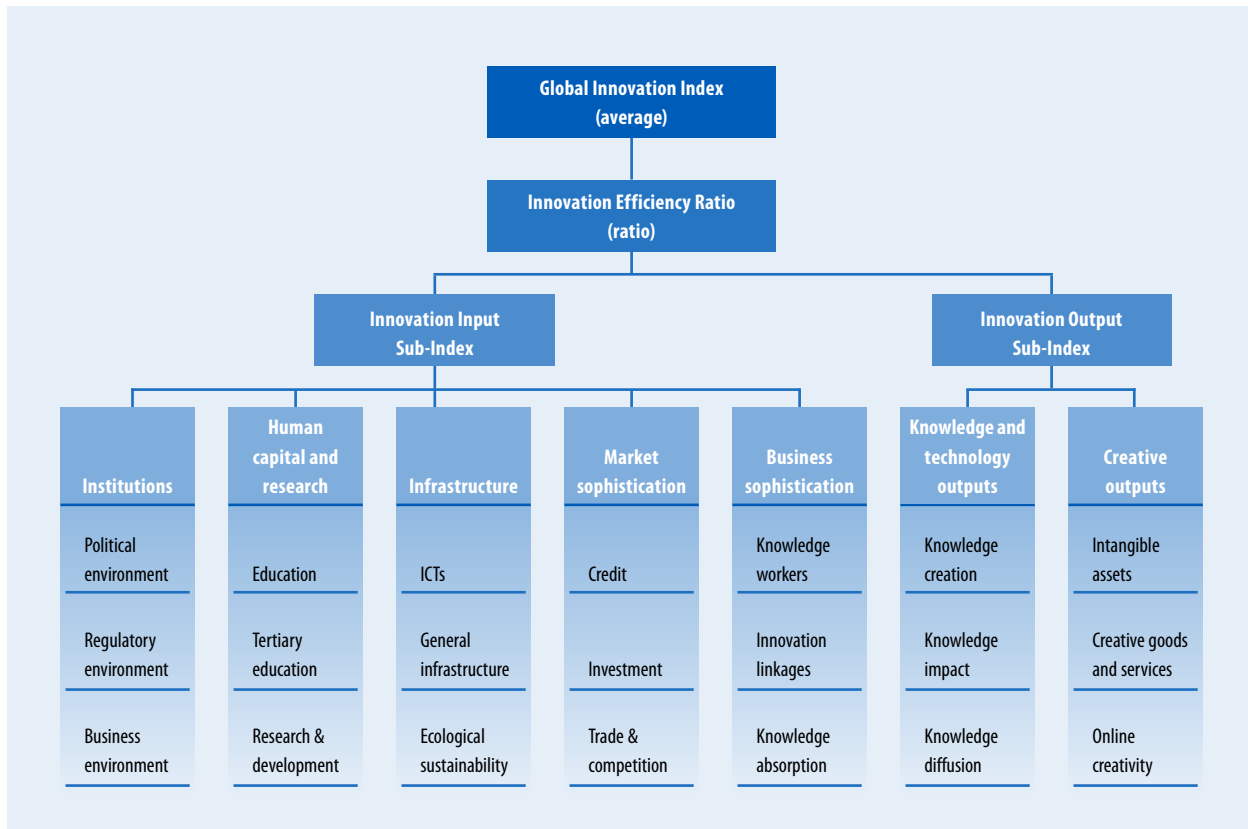 Global Innovation Index
(average)
Innovation Efficiency Ratio
(ratio)
Innovation Input
Sub-Index
Innovation Output
Sub-Index
Institutions
Human
capital and
research
Infrastructure
Market
sophistication
Business
sophistication
Knowledge and
technology
outputs
Creative
outputs
Political
environment
Education
ICTs
Credit
Knowledge
workers
Knowledge
creation
Intangible
assets
Regulatory
environment
Tertiary
education
General
infrastructure
Investment
Innovation
linkages
Knowledge
impact
Creative goods
and services
Business
environment
Research &
development
Ecological
sustainability
Trade &
competition
Knowledge
absorption
Knowledge
diffusion
Online
creativity